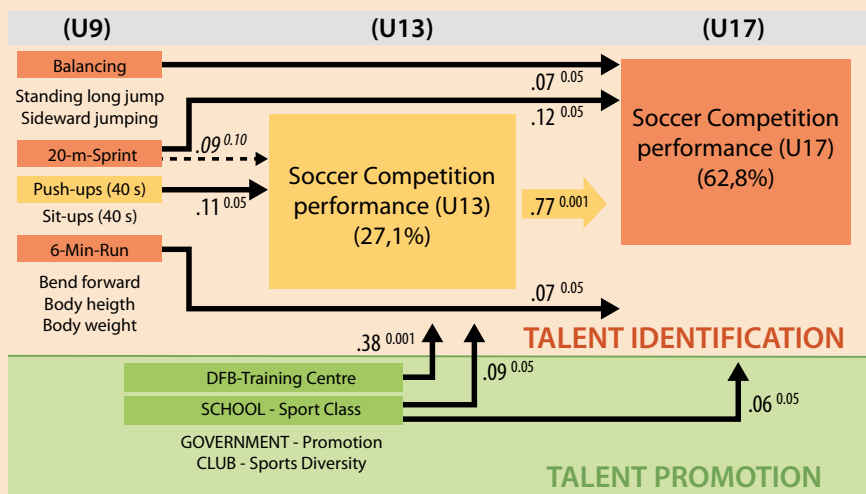 (U9) (U13) (U17)
Balancing
.07 0.05
Standing long jump
Sideward jumping
.12 0.05
20-m-Sprint
.09 0.10
Push-ups (40 s)
.11 0.05
Sit-ups (40 s)
6-Min-Run
Bend forward
Body heigth
Body weight
Soccer Competition
performance (U13)
(27,1%)
.77 0.001
Soccer Competition
performance (U17)
(62,8%)
.07 0.05
TALENT IDENTIFICATION
.38 0.001
.09 0.05
.06 0.05
DFB-Training Centre
SCHOOL - Sport Class
GOVERNMENT - Promotion
CLUB - Sports Diversity
TALENT PROMOTION